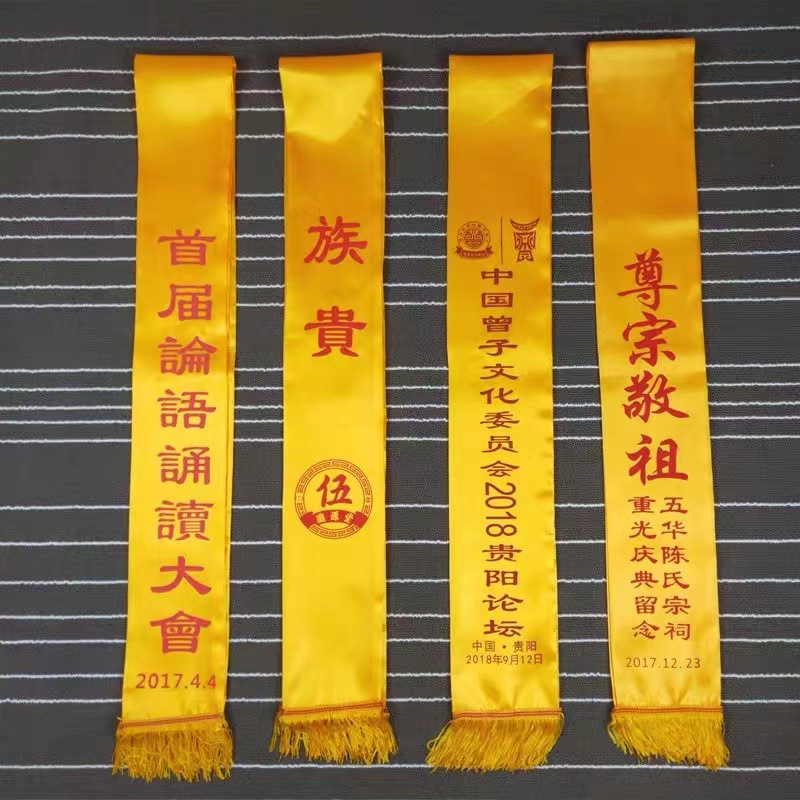 首届論語誦讀大會
2017.4.4
族貴
伍
中国曾子文化委员会2018贵阳论坛
中国·贵阳
2018年9月12日
尊宗敬祖
五华陈氏宗祠
重光庆典留念
2017.12.23